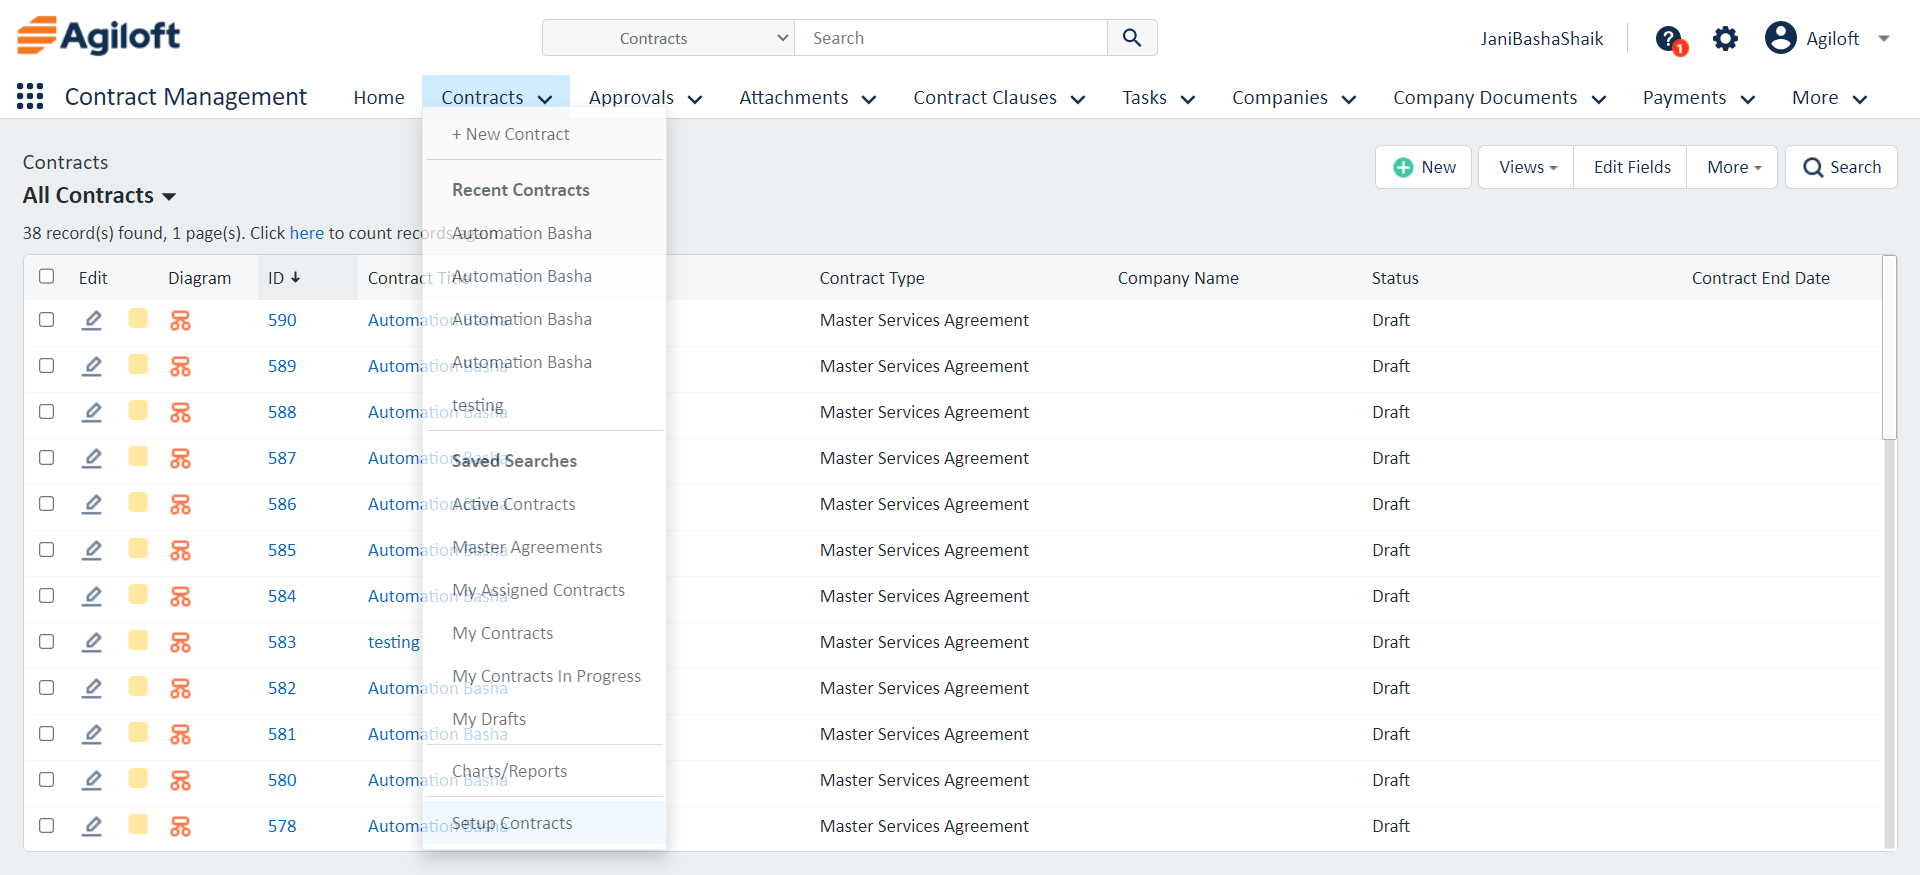 Agiloft
Contracts
Search
JaniBashaShaik
1
Agiloft
Contract Management
Home
Contracts
Approvals
Attachments
Contract Clauses
Tasks
Companies
Company Documents
Payments
More
+ New Contract
Recent Contracts
Automation Basha
Automation Basha
Automation Basha
Automation Basha
testing
Saved Searches
Active Contracts
Master Agreements
My Assigned Contracts
My Contracts
My Contracts In Progress
My Drafts
Charts/Reports
Setup Contracts
Contracts
All Contracts
New
Views
Edit Fields
More
Search
38 record(s) found, 1 page(s). Click here to count records again.
Edit Diagram ID Contract Title Contract Type Company Name Status Contract End Date
590 Automation Basha Master Services Agreement Draft
589 Automation Basha Master Services Agreement Draft
588 Automation Basha Master Services Agreement Draft
587 Automation Basha Master Services Agreement Draft
586 Automation Basha Master Services Agreement Draft
585 Automation Basha Master Services Agreement Draft
584 Automation Basha Master Services Agreement Draft
583 testing Master Services Agreement Draft
582 Automation Basha Master Services Agreement Draft
581 Automation Basha Master Services Agreement Draft
580 Automation Basha Master Services Agreement Draft
578 Automation Basha Master Services Agreement Draft